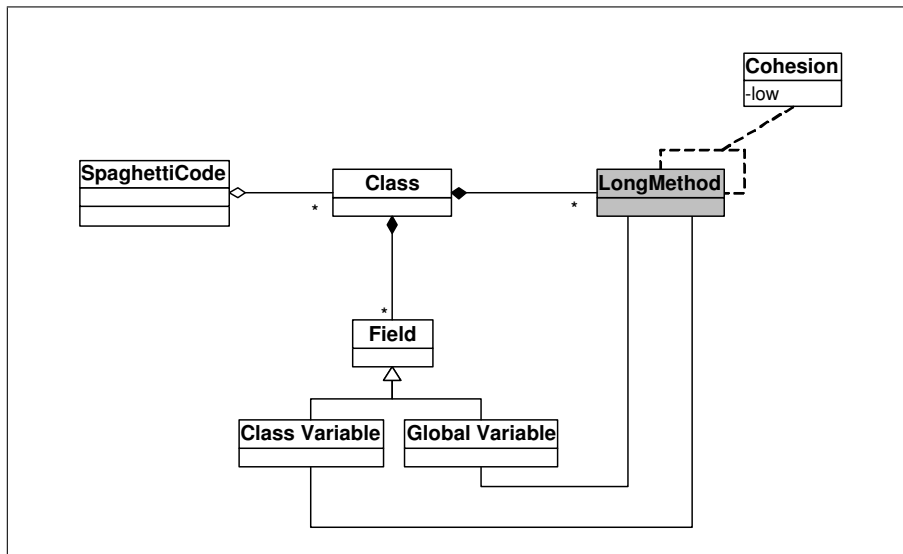 Cohesion
-low
SpaghettiCode
Class
LongMethod
*
*
*
Field
Class Variable
Global Variable